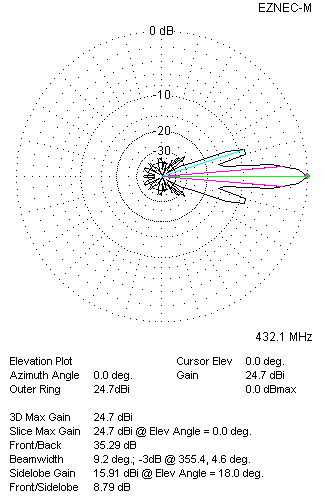 EZNEC-M
0 dB
-10
-20
-30
432.1 MHz
Elevation Plot Cursor Elev 0.0 deg.
Azimuth Angle 0.0 deg. Gain 24.7 dBi
Outer Ring 24.7dBi 0.0 dBmax
3D Max Gain 24.7 dBi
Slice Max Gain 24.7 dBi @ Elev Angle = 0.0 deg.
Front/Back 35.29 dB
Beamwidth 9.2 deg.; -3dB @ 355.4, 4.6 deg.
Sidelobe Gain 15.91 dBi @ Elev Angle = 18.0 deg.
Front/Sidelobe 8.79 dB